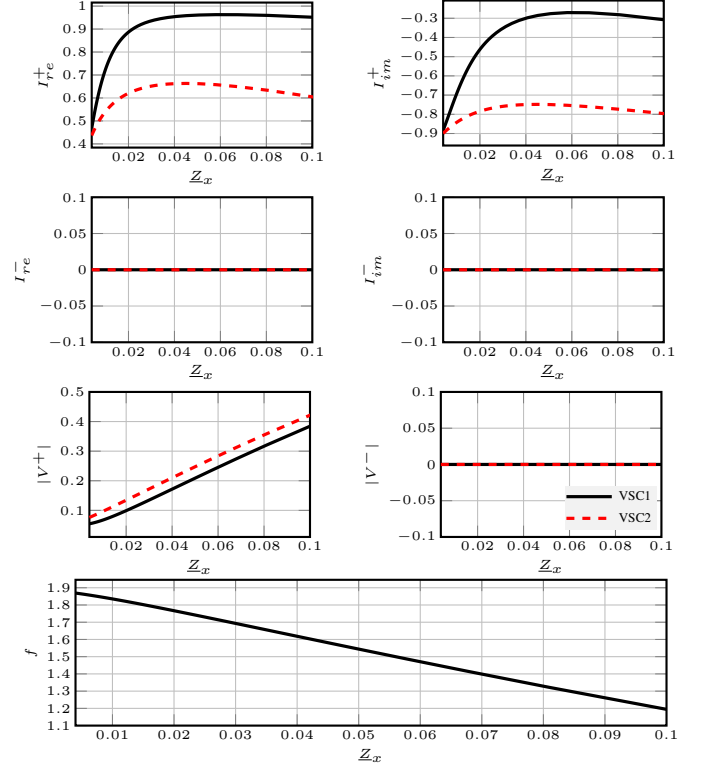 1
0.9
0.8
0.7
0.6
0.5
0.4
I⁺re
0.02 0.04 0.06 0.08 0.1
Z̲x
−0.3
−0.4
−0.5
−0.6
−0.7
−0.8
−0.9
I⁺im
0.02 0.04 0.06 0.08 0.1
Z̲x
0.1
0.05
0
−0.05
−0.1
I⁻re
0.02 0.04 0.06 0.08 0.1
Z̲x
0.1
0.05
0
−0.05
−0.1
I⁻im
0.02 0.04 0.06 0.08 0.1
Z̲x
0.5
0.4
0.3
0.2
0.1
|V⁺|
0.02 0.04 0.06 0.08 0.1
Z̲x
0.1
0.05
0
−0.05
−0.1
|V⁻|
VSC1
VSC2
0.02 0.04 0.06 0.08 0.1
Z̲x
1.9
1.8
1.7
1.6
1.5
1.4
1.3
1.2
1.1
f
0.01 0.02 0.03 0.04 0.05 0.06 0.07 0.08 0.09 0.1
Z̲x